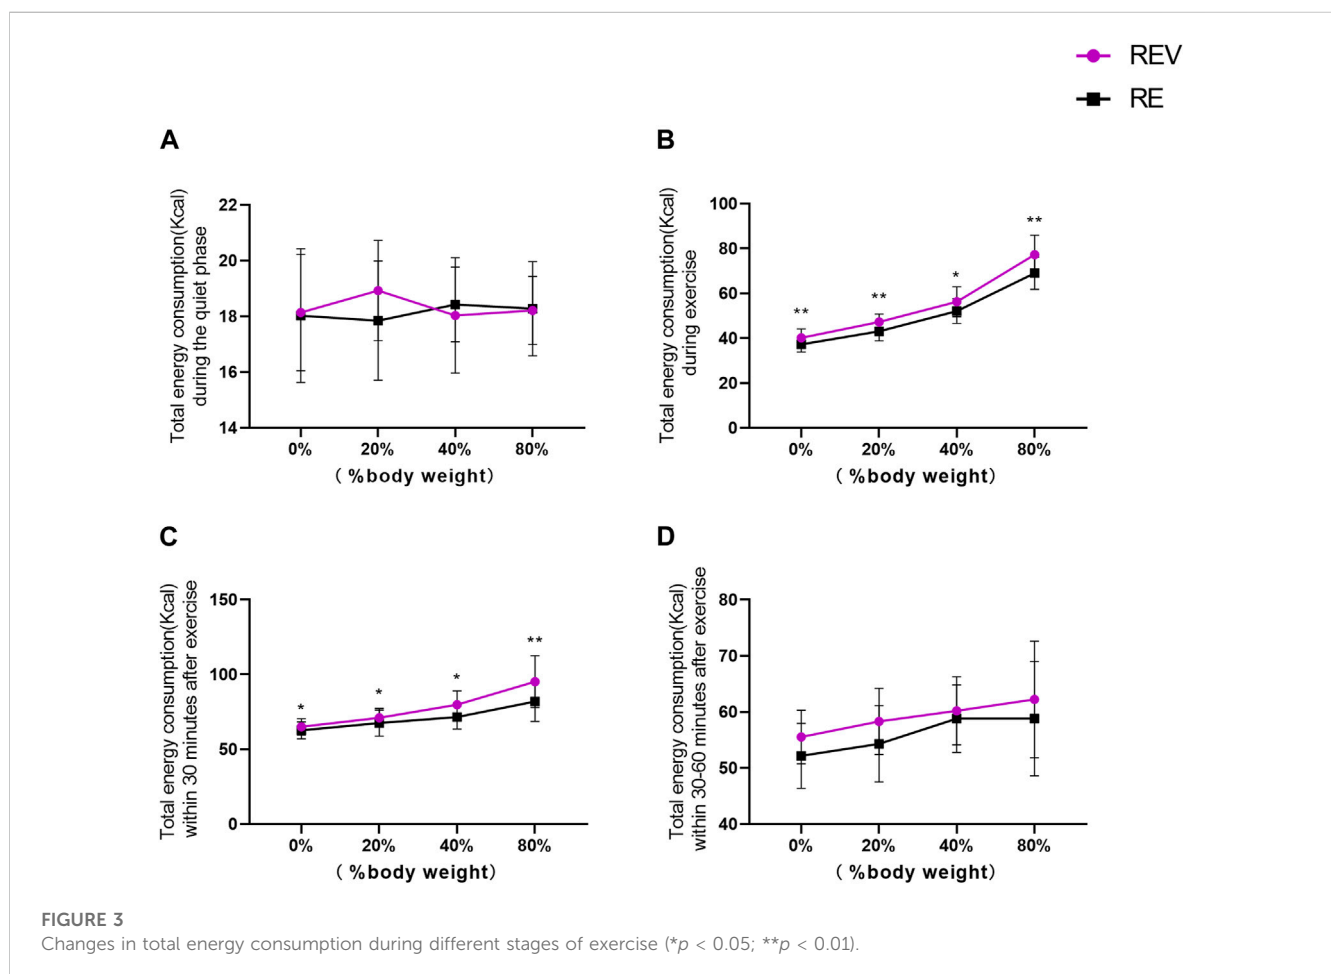 REV
RE
A
Total energy consumption(Kcal)
during the quiet phase
22
20
18
16
14
0% 20% 40% 80%
( %body weight)
B
Total energy consumption(Kcal)
during exercise
100
80
60
40
20
0
** ** * **
0% 20% 40% 80%
( %body weight)
C
Total energy consumption(Kcal)
within 30 minutes after exercise
150
100
50
0
* * * **
0% 20% 40% 80%
( %body weight)
D
Total energy consumption(Kcal)
within 30-60 minutes after exercise
80
70
60
50
40
0% 20% 40% 80%
( %body weight)
FIGURE 3
Changes in total energy consumption during different stages of exercise (*p < 0.05; **p < 0.01).